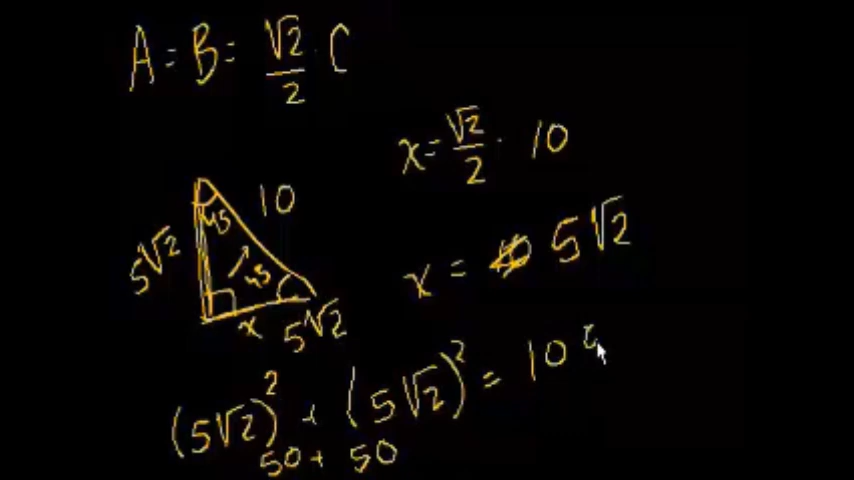 A = B = √2/2 · C
x = √2/2 · 10
10
45
5√2
45
x = 5√2
x
5√2
(5√2)² + (5√2)² = 10
50 + 50